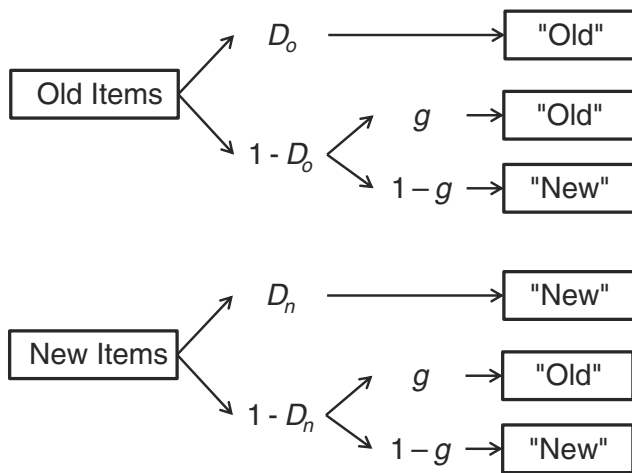 D_o "Old"
Old Items
g "Old"
1 - D_o
1 – g "New"
D_n "New"
New Items
g "Old"
1 - D_n
1 – g "New"